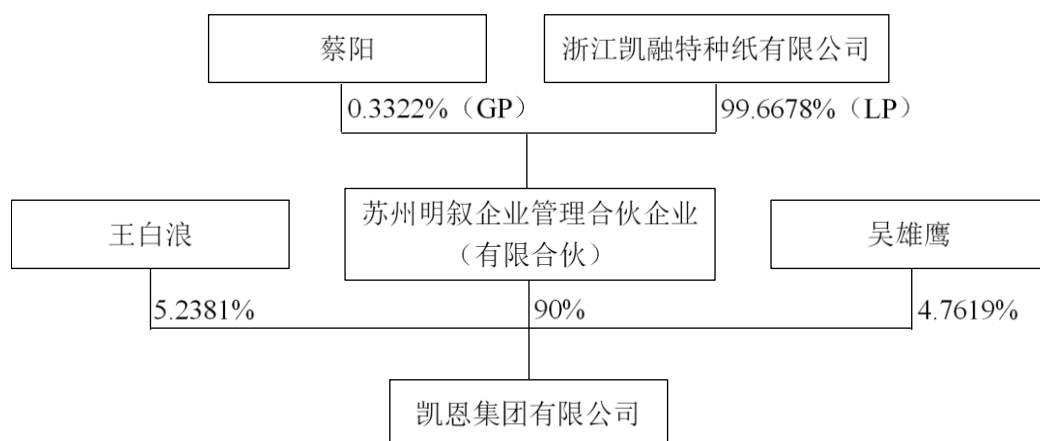 蔡阳
浙江凯融特种纸有限公司
0.3322%（GP）
99.6678%（LP）
王白浪
苏州明叙企业管理合伙企业
（有限合伙）
吴雄鹰
5.2381%
90%
4.7619%
凯恩集团有限公司